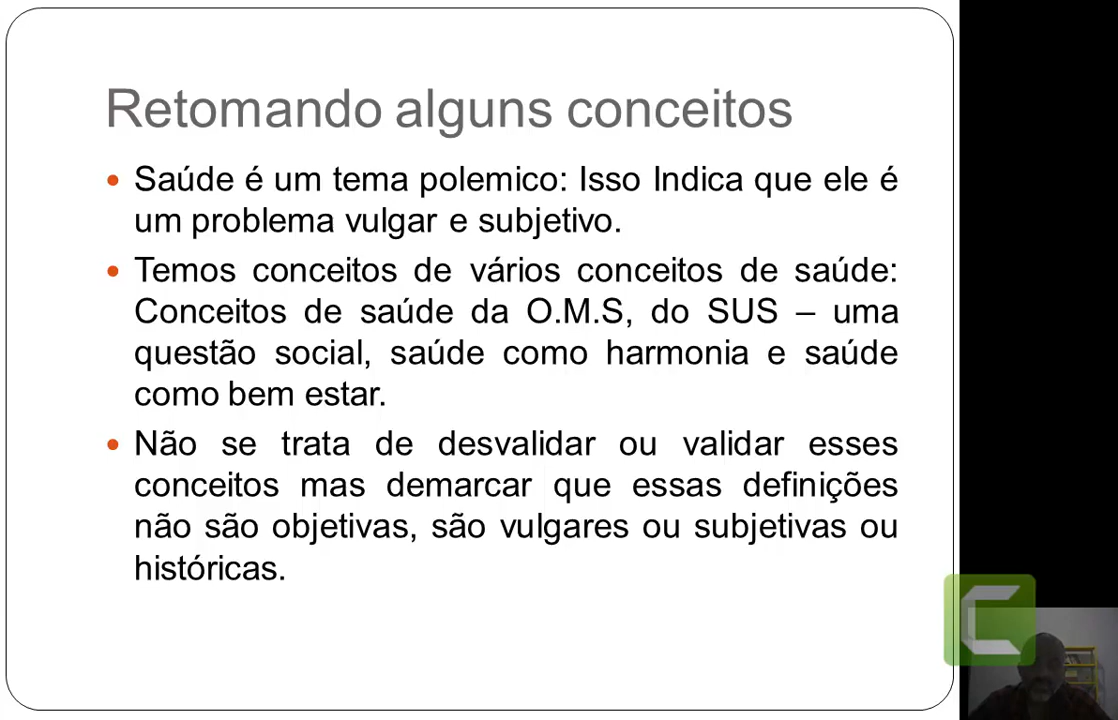 Retomando alguns conceitos
• Saúde é um tema polemico: Isso Indica que ele é
um problema vulgar e subjetivo.
• Temos conceitos de vários conceitos de saúde:
Conceitos de saúde da O.M.S, do SUS – uma
questão social, saúde como harmonia e saúde
como bem estar.
• Não se trata de desvalidar ou validar esses
conceitos mas demarcar que essas definições
não são objetivas, são vulgares ou subjetivas ou
históricas.